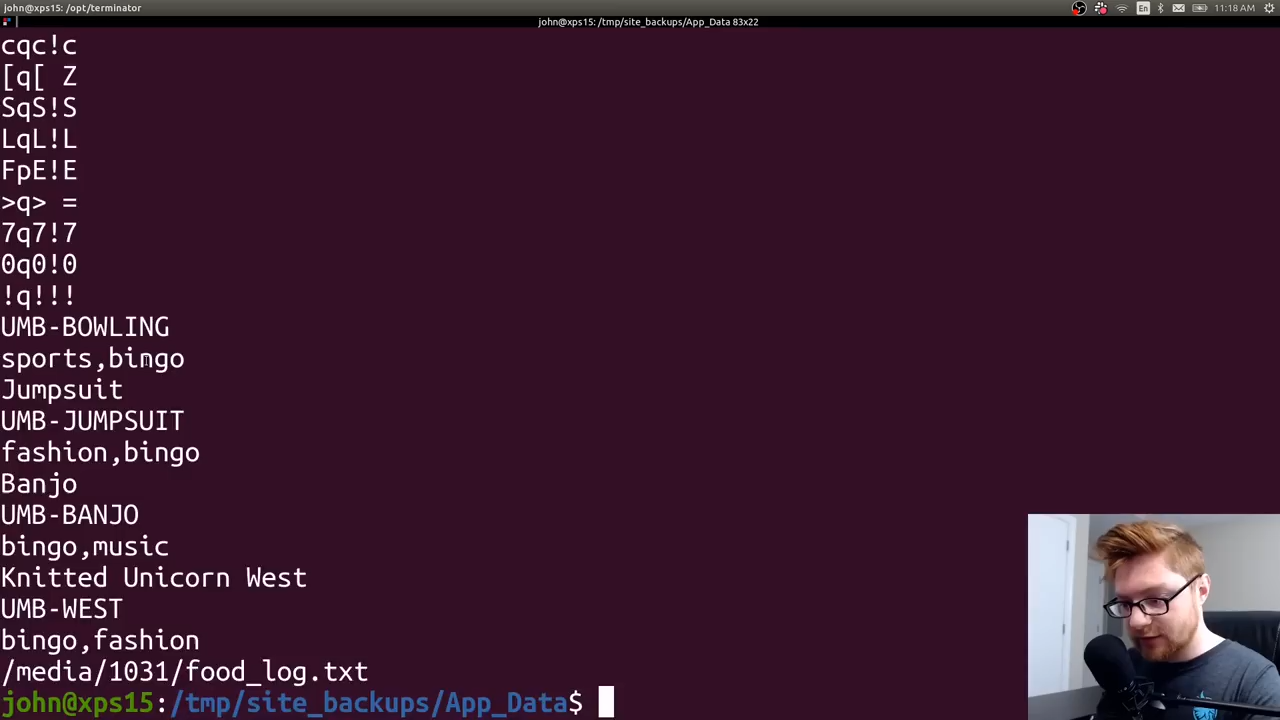 john@xps15: /opt/terminator
En
11:18 AM
john@xps15: /tmp/site_backups/App_Data 83x22
cqc!c
[q[ Z
SqS!S
LqL!L
FpE!E
>q> =
7q7!7
0q0!0
!q!!!
UMB-BOWLING
sports,bingo
Jumpsuit
UMB-JUMPSUIT
fashion,bingo
Banjo
UMB-BANJO
bingo,music
Knitted Unicorn West
UMB-WEST
bingo,fashion
/media/1031/food_log.txt
john@xps15:/tmp/site_backups/App_Data$